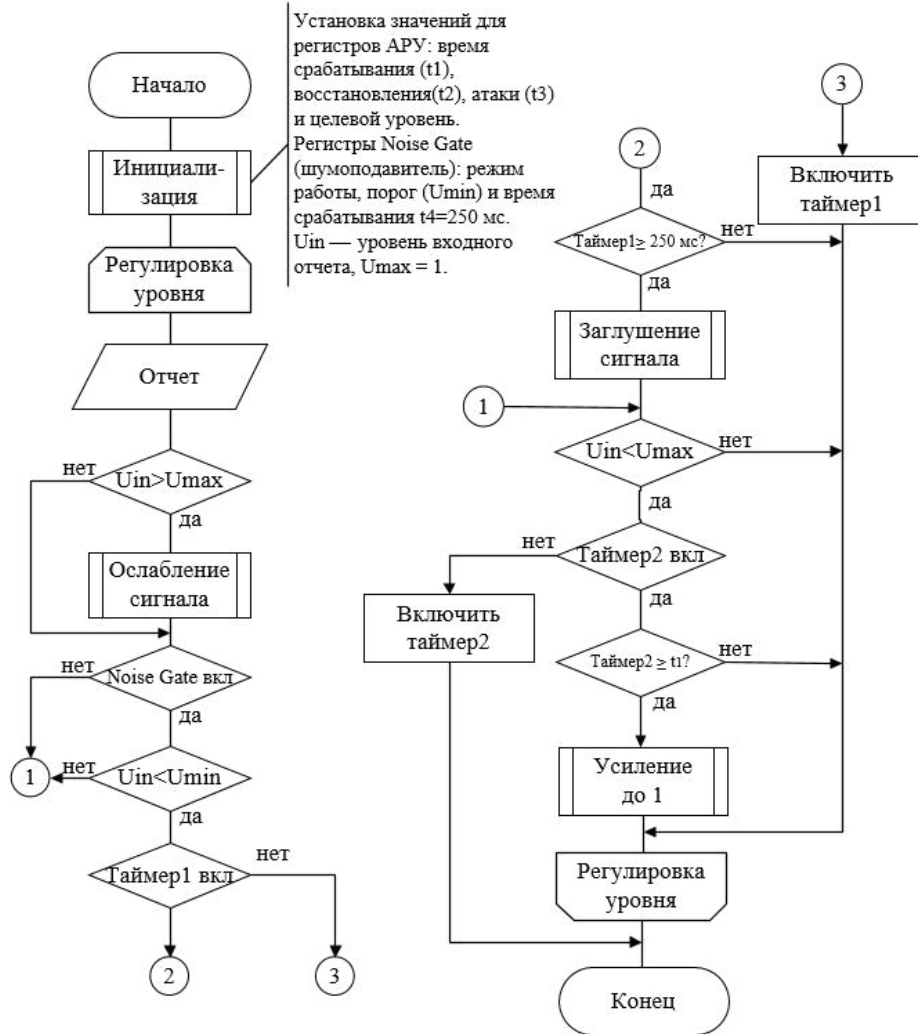 Начало
Инициали-
зация
Установка значений для
регистров АРУ: время
срабатывания (t1),
восстановления(t2), атаки (t3)
и целевой уровень.
Регистры Noise Gate
(шумоподавитель): режим
работы, порог (Umin) и время
срабатывания t4=250 мс.
Uin — уровень входного
отчета, Umax = 1.
Регулировка
уровня
Отчет
нет
Uin>Umax
да
Ослабление
сигнала
Noise Gate вкл
нет
да
1
нет
Uin<Umin
да
Таймер1 вкл
нет
2
3
2
да
Таймер1≥ 250 мс?
нет
да
Заглушение
сигнала
1
Uin<Umax
нет
да
нет
Таймер2 вкл
да
Включить
таймер2
Таймер2 ≥ t1?
нет
да
Усиление
до 1
Регулировка
уровня
Конец
3
Включить
таймер1